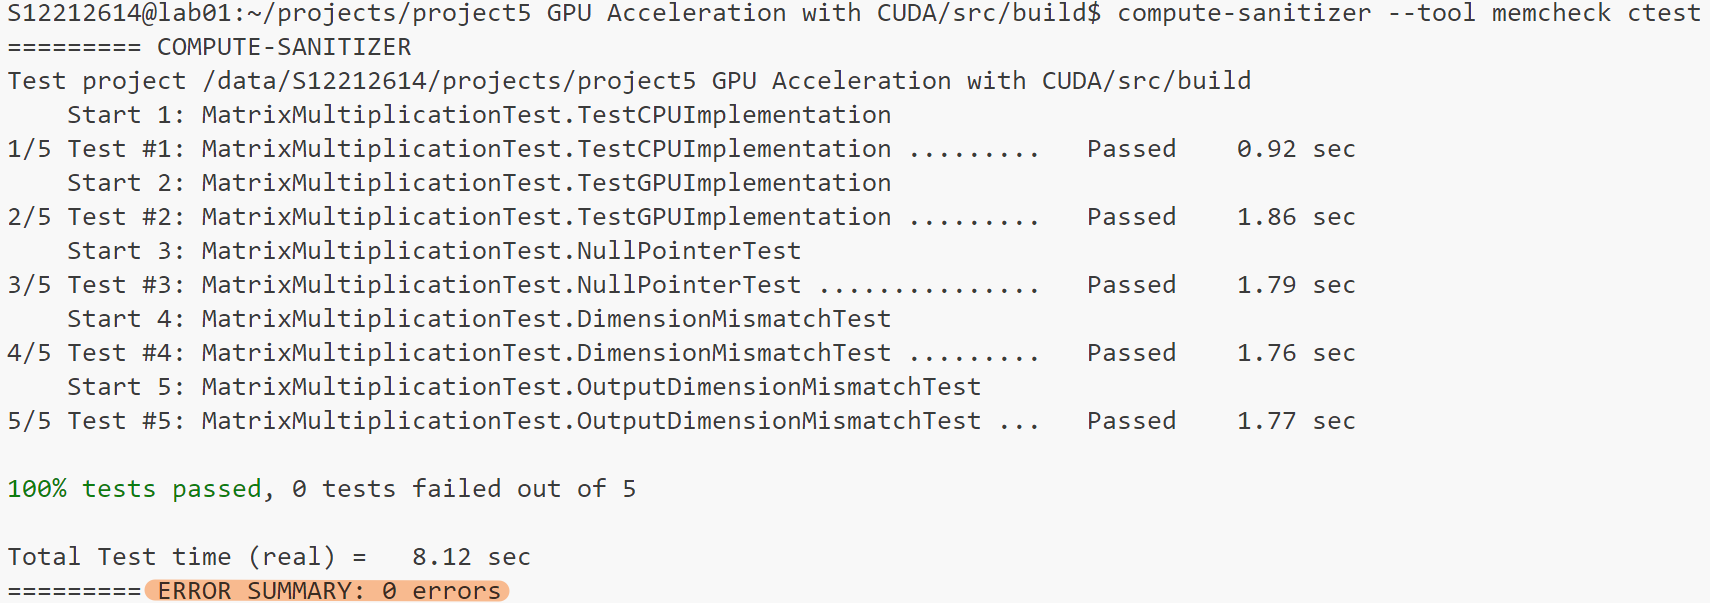 S12212614@lab01:~/projects/project5 GPU Acceleration with CUDA/src/build$ compute-sanitizer --tool memcheck ctest
========= COMPUTE-SANITIZER
Test project /data/S12212614/projects/project5 GPU Acceleration with CUDA/src/build
    Start 1: MatrixMultiplicationTest.TestCPUImplementation
1/5 Test #1: MatrixMultiplicationTest.TestCPUImplementation .........   Passed    0.92 sec
    Start 2: MatrixMultiplicationTest.TestGPUImplementation
2/5 Test #2: MatrixMultiplicationTest.TestGPUImplementation .........   Passed    1.86 sec
    Start 3: MatrixMultiplicationTest.NullPointerTest
3/5 Test #3: MatrixMultiplicationTest.NullPointerTest ...............   Passed    1.79 sec
    Start 4: MatrixMultiplicationTest.DimensionMismatchTest
4/5 Test #4: MatrixMultiplicationTest.DimensionMismatchTest .........   Passed    1.76 sec
    Start 5: MatrixMultiplicationTest.OutputDimensionMismatchTest
5/5 Test #5: MatrixMultiplicationTest.OutputDimensionMismatchTest ...   Passed    1.77 sec
100% tests passed, 0 tests failed out of 5
Total Test time (real) =   8.12 sec
========= ERROR SUMMARY: 0 errors